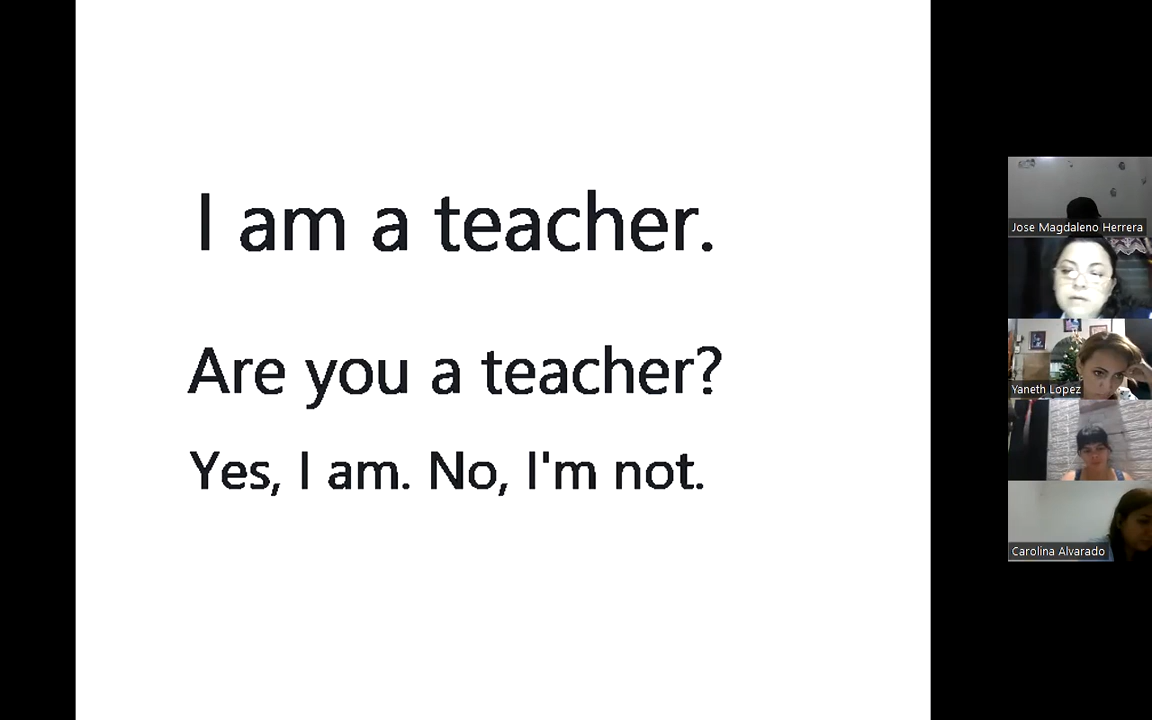 I am a teacher.
Are you a teacher?
Yes, I am. No, I'm not.
Jose Magdaleno Herrera
Yaneth Lopez
Carolina Alvarado